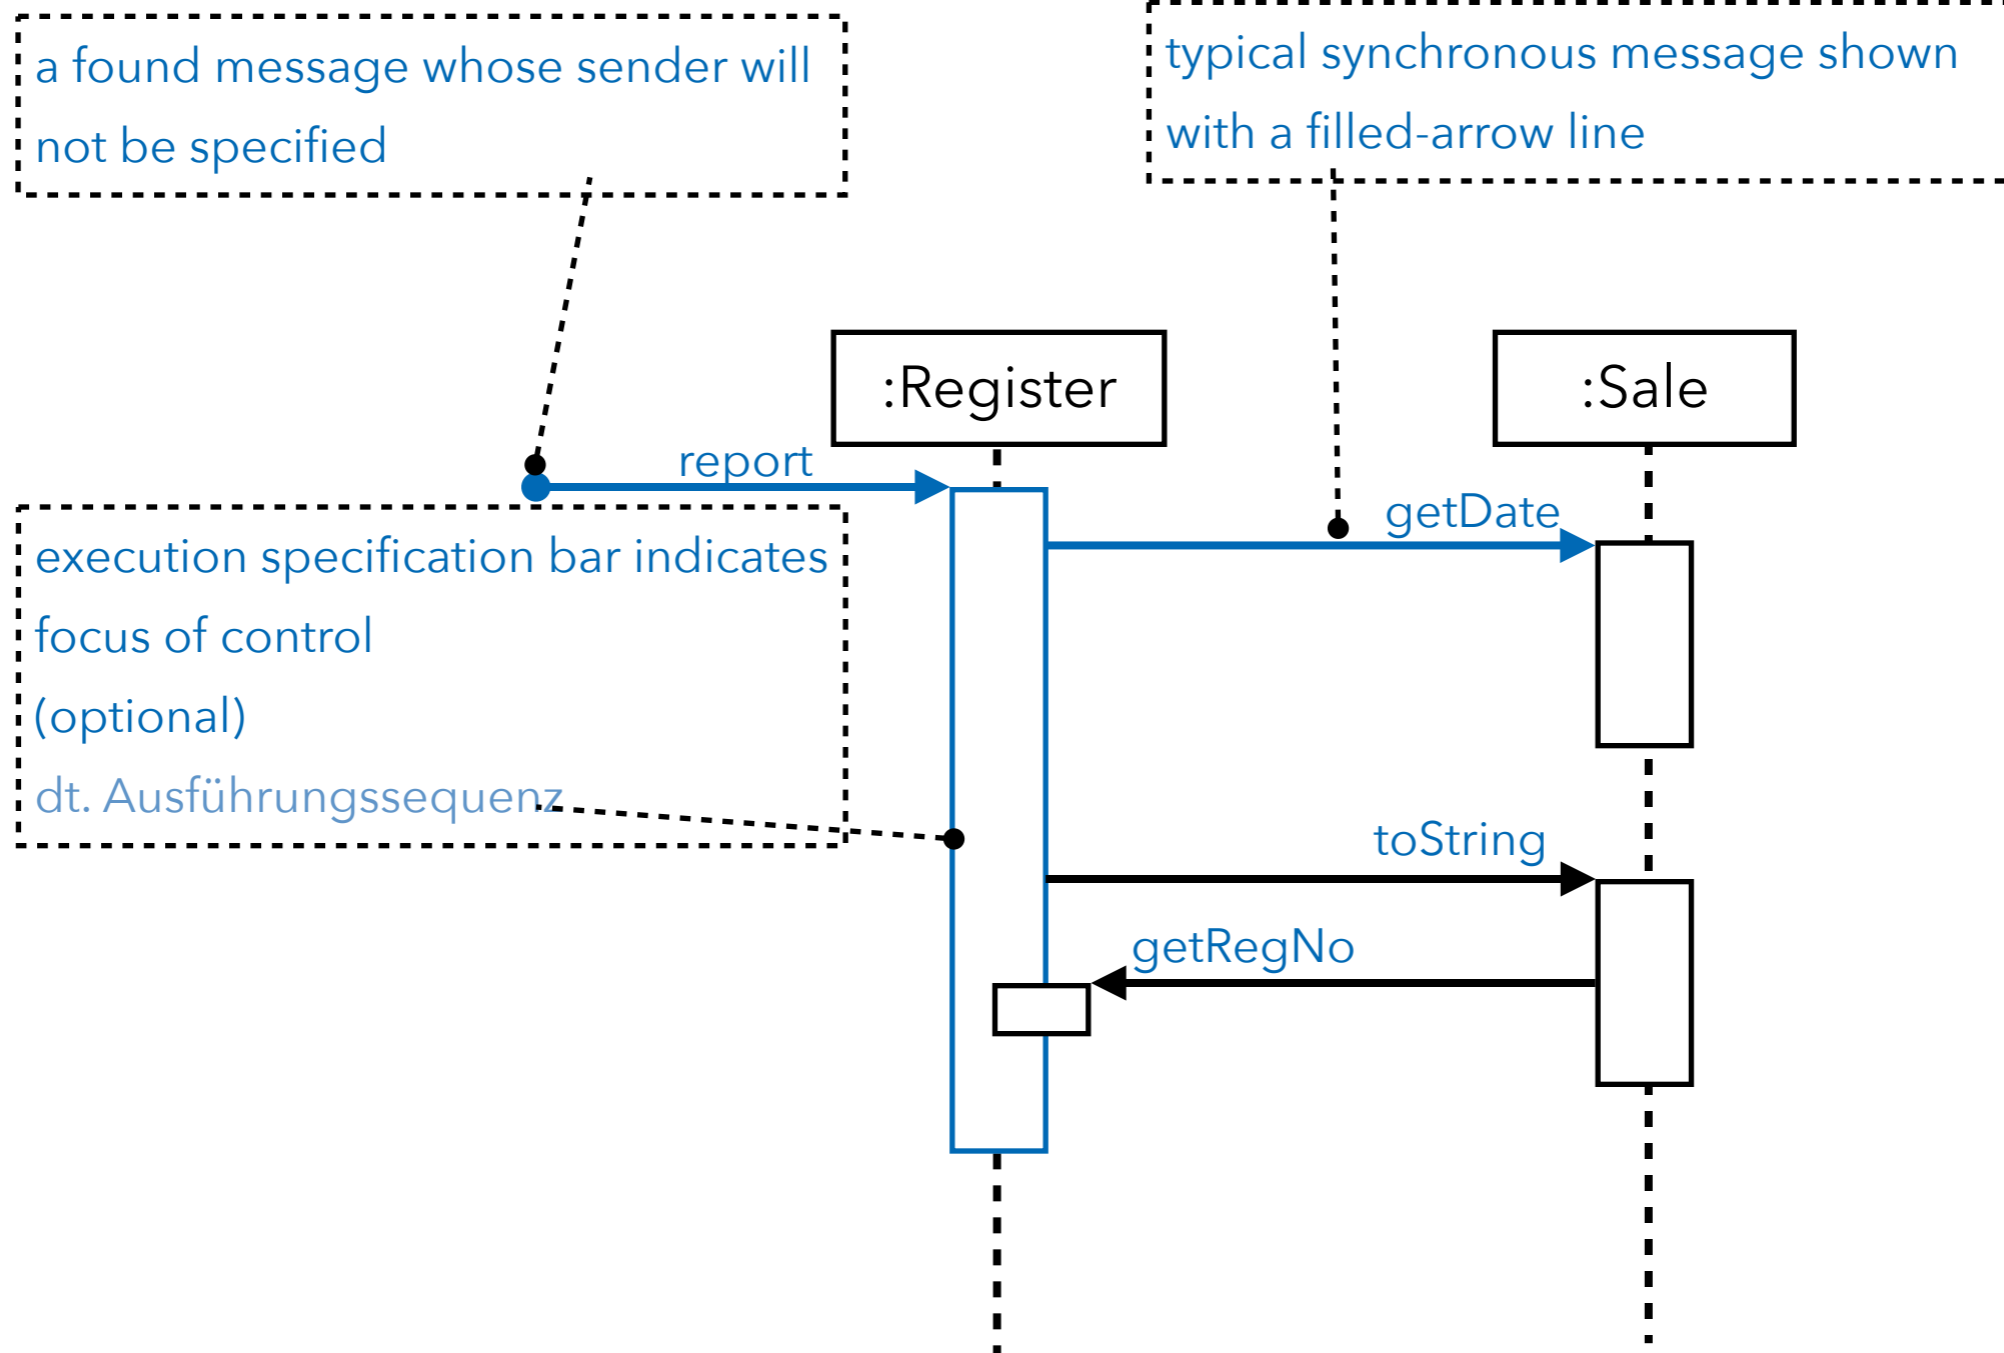 a found message whose sender will
not be specified
typical synchronous message shown
with a filled-arrow line
:Register
:Sale
report
getDate
execution specification bar indicates
focus of control
(optional)
dt. Ausführungssequenz
toString
getRegNo